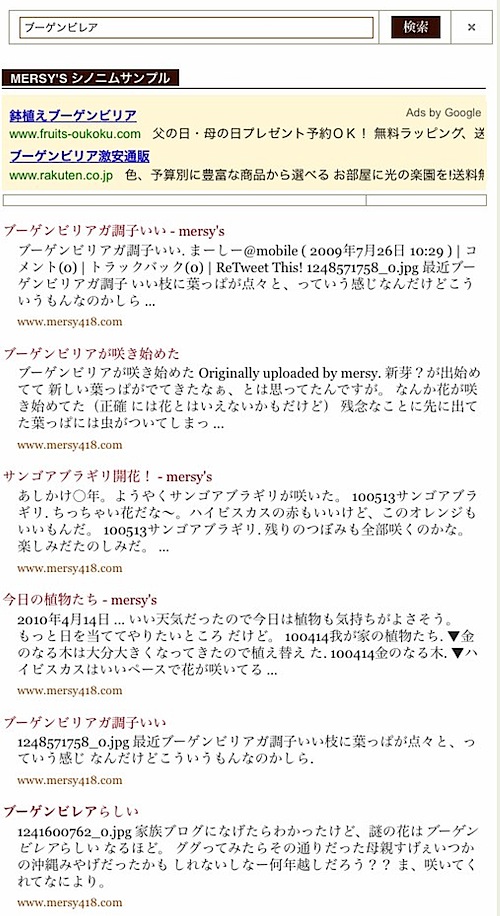 ブーゲンビレア
検索
×
MERSY'S シノニムサンプル
鉢植えブーゲンビリア
Ads by Google
www.fruits-oukoku.com 父の日・母の日プレゼント予約OK！ 無料ラッピング、送
ブーゲンビリア激安通販
www.rakuten.co.jp 色、予算別に豊富な商品から選べる お部屋に光の楽園を!送料無
ブーゲンビリアガ調子いい - mersy's
ブーゲンビリアガ調子いい. まーしー@mobile ( 2009年7月26日 10:29 ) | コ
メント(0) | トラックバック(0) | ReTweet This! 1248571758_0.jpg 最近ブー
ゲンビリアガ調子 いい枝に葉っぱが点々と、っていう感じなんだけどこう
いうもんなのかしら ...
www.mersy418.com
ブーゲンビリアが咲き始めた
ブーゲンビリアが咲き始めた Originally uploaded by mersy. 新芽？が出始め
てて 新しい葉っぱがでてきたなぁ、とは思ってたんですが。 なんか花が咲
き始めてた（正確 には花とはいえないかもだけど） 残念なことに先に出て
た葉っぱには虫がついてしまっ ...
www.mersy418.com
サンゴアブラギリ開花！ - mersy's
あしかけ○年。ようやくサンゴアブラギリが咲いた。 100513サンゴアブラ
ギリ. ちっちゃい花だな〜。ハイビスカスの赤もいいけど、このオレンジも
いいもんだ。 100513サンゴアブラギリ. 残りのつぼみも全部咲くのかな。
楽しみだたのしみだ。 ...
www.mersy418.com
今日の植物たち - mersy's
2010年4月14日 ... いい天気だったので今日は植物も気持ちがよさそう。
もっと日を当ててやりたいところ だけど。 100414我が家の植物たち. ▼金
のなる木は大分大きくなってきたので植え替え た. 100414金のなる木. ▼ハ
イビスカスはいいペースで花が咲いてる ...
www.mersy418.com
ブーゲンビリアガ調子いい
1248571758_0.jpg 最近ブーゲンビリアガ調子いい枝に葉っぱが点々と、っ
ていう感じ なんだけどこういうもんなのかしら.
www.mersy418.com
ブーゲンビレアらしい
1241600762_0.jpg 家族ブログになげたらわかったけど、謎の花はブーゲン
ビレアらしい なるほど。 ググってみたらその通りだった母親すげぇいつか
の沖縄みやげだったかも しれないしなー何年越しだろう？？ ま、咲いてく
れてなにより。
www.mersy418.com